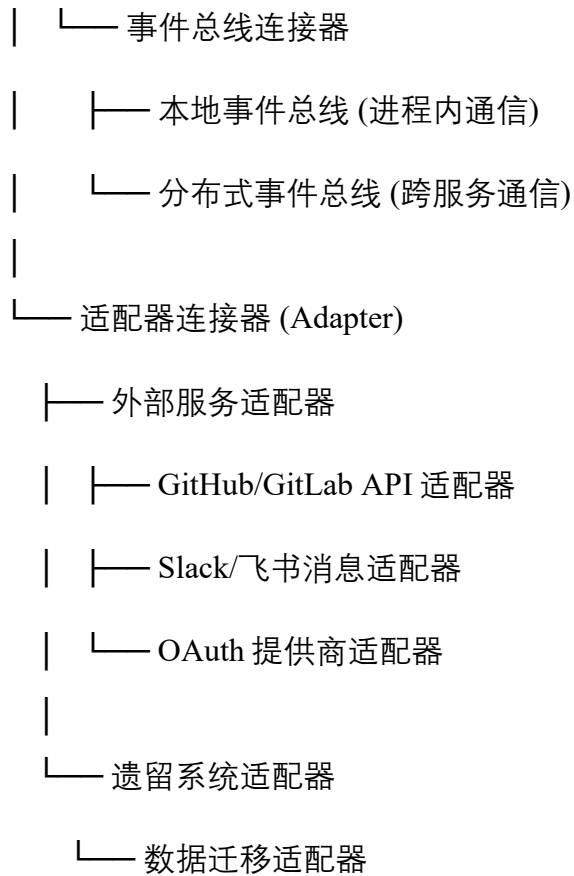 │ └── 事件总线连接器
│ ├── 本地事件总线 (进程内通信)
│ └── 分布式事件总线 (跨服务通信)
│
└── 适配器连接器 (Adapter)
├── 外部服务适配器
│ ├── GitHub/GitLab API 适配器
│ ├── Slack/飞书消息适配器
│ └── OAuth 提供商适配器
│
└── 遗留系统适配器
└── 数据迁移适配器